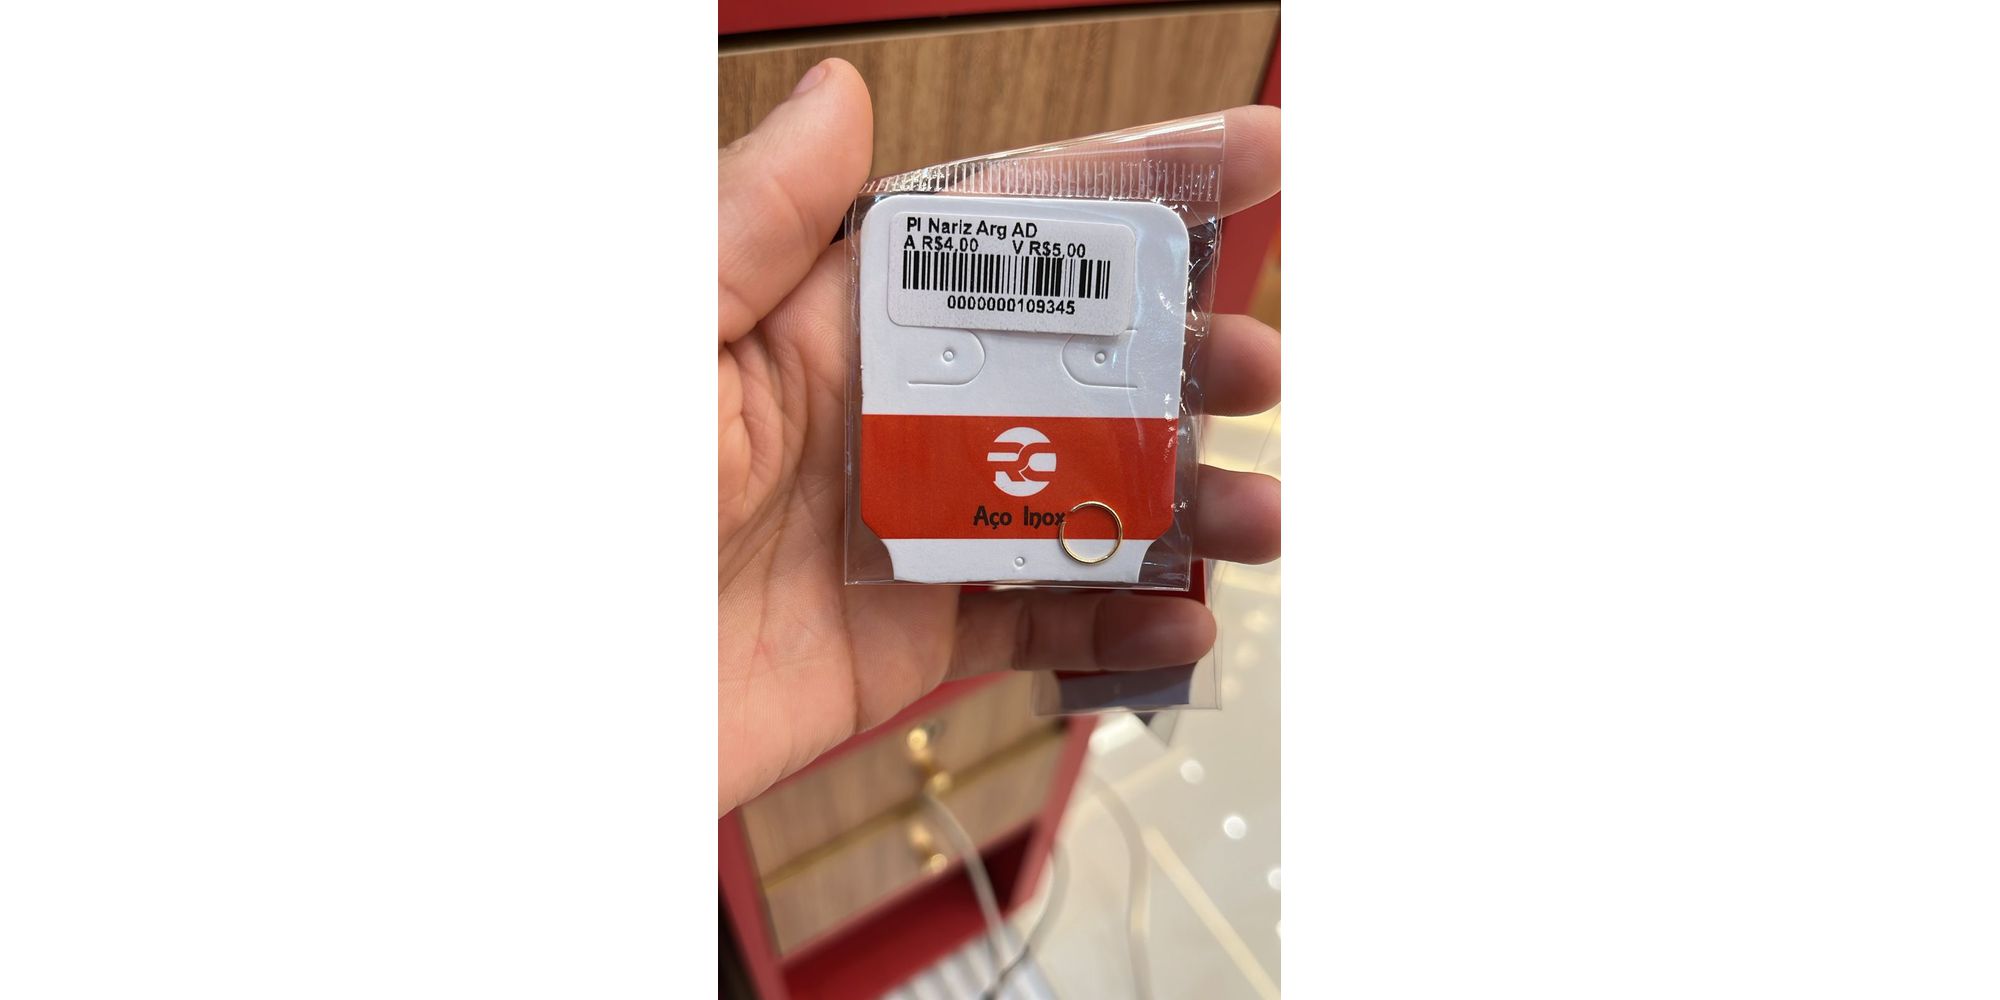 PI Nariz Arg AD
A R$4,00 V R$5,00
0000000109345
RC
Aço Inox